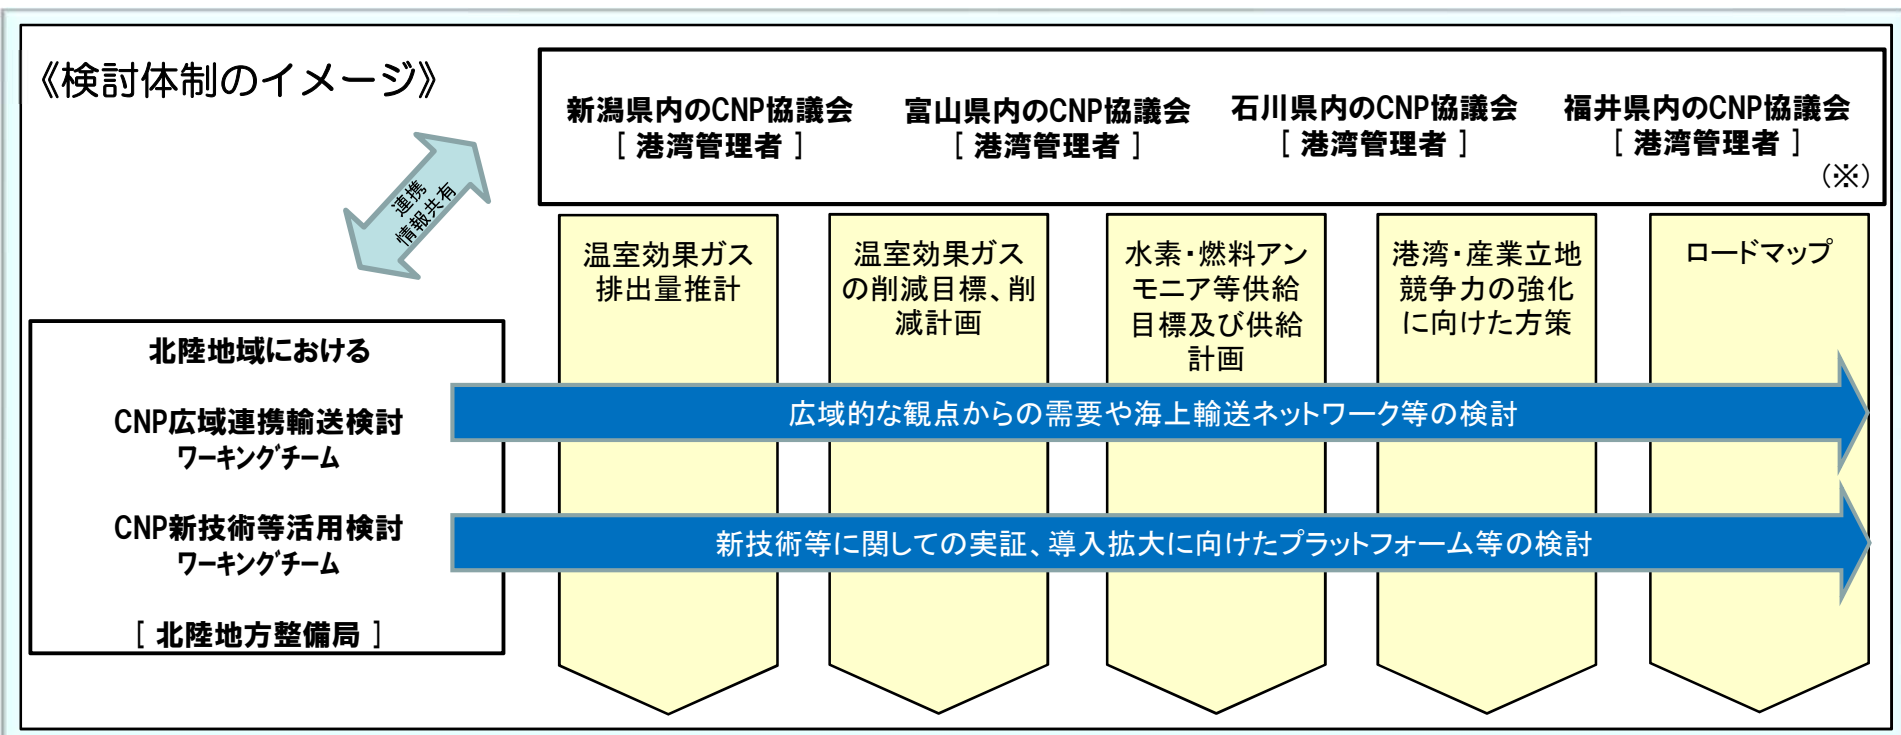 《検討体制のイメージ》
新潟県内のCNP協議会
[ 港湾管理者 ]
富山県内のCNP協議会
[ 港湾管理者 ]
石川県内のCNP協議会
[ 港湾管理者 ]
福井県内のCNP協議会
[ 港湾管理者 ]
(※)
連携
情報共有
温室効果ガス
排出量推計
温室効果ガス
の削減目標、削
減計画
水素・燃料アン
モニア等供給
目標及び供給
計画
港湾・産業立地
競争力の強化
に向けた方策
ロードマップ
北陸地域における
CNP広域連携輸送検討
ワーキングチーム
CNP新技術等活用検討
ワーキングチーム
[ 北陸地方整備局 ]
広域的な観点からの需要や海上輸送ネットワーク等の検討
新技術等に関しての実証、導入拡大に向けたプラットフォーム等の検討